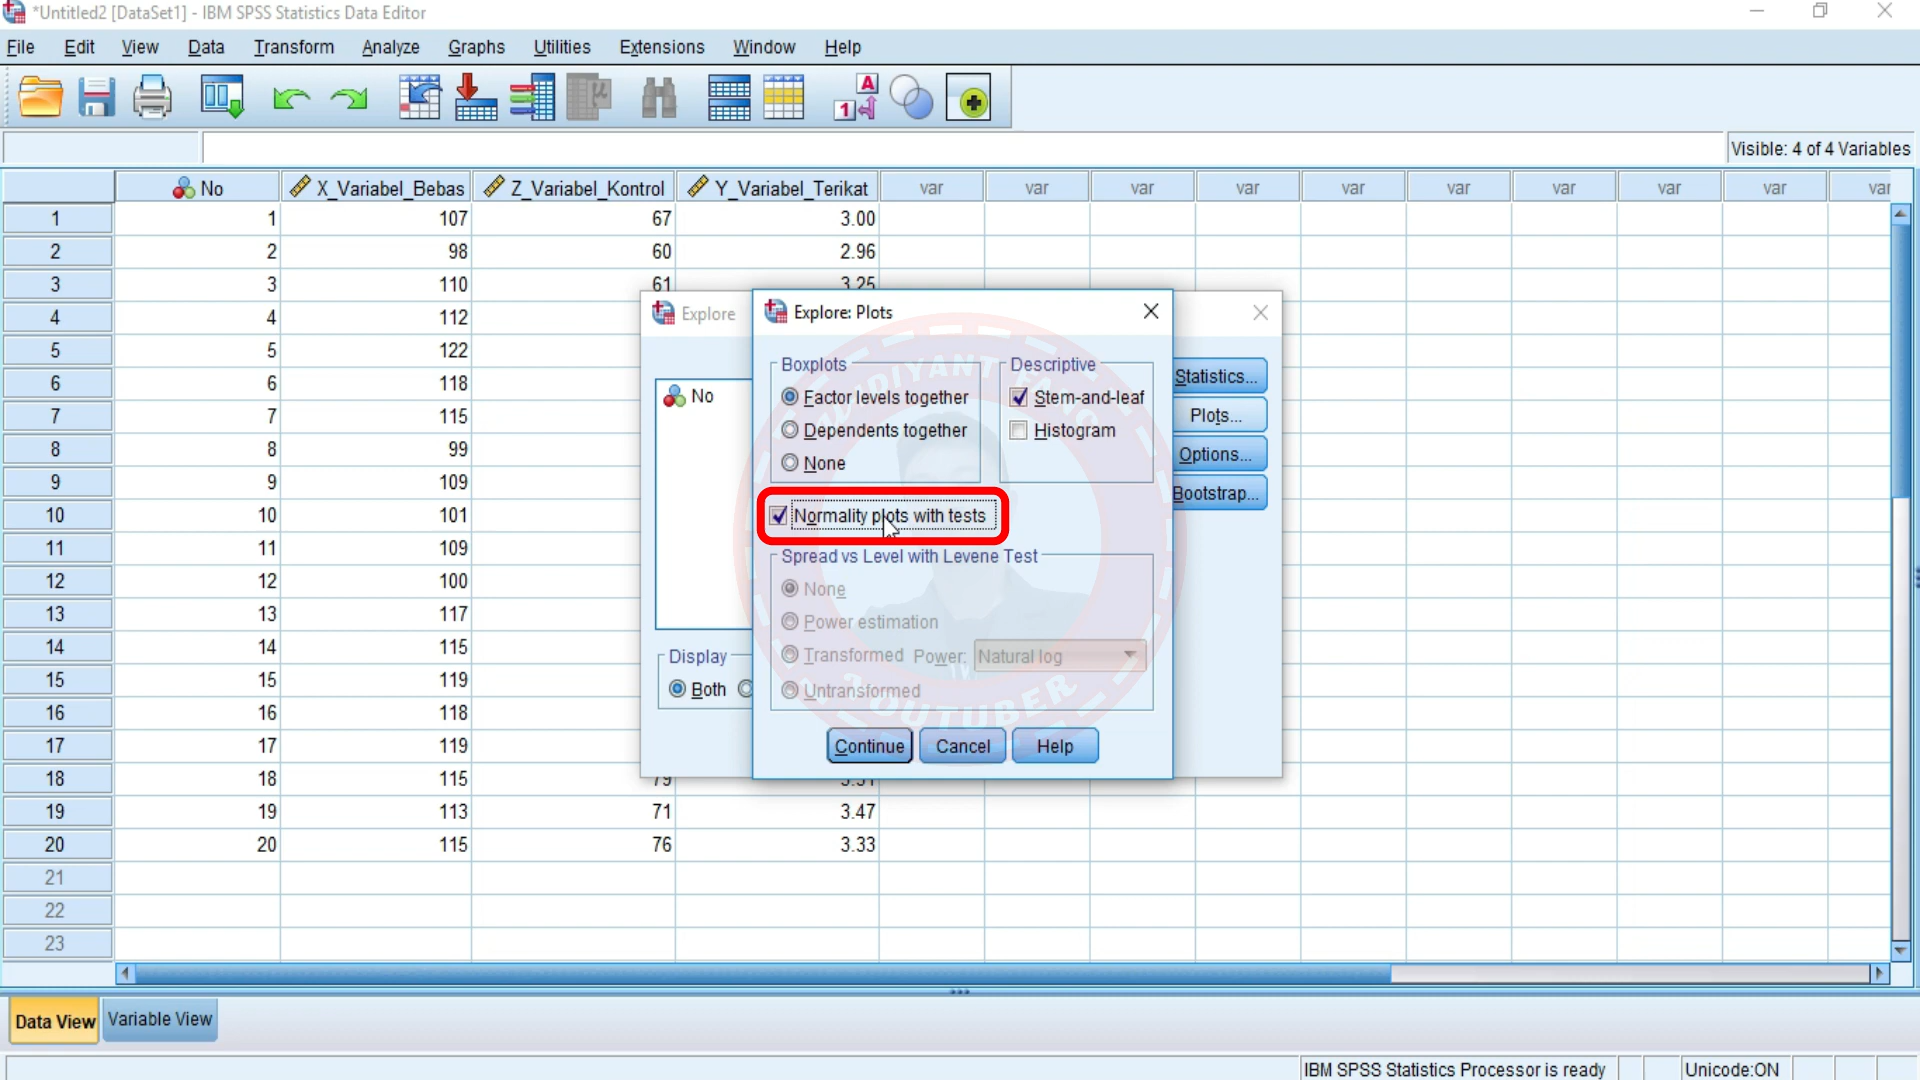 *Untitled2 [DataSet1] - IBM SPSS Statistics Data Editor
File Edit View Data Transform Analyze Graphs Utilities Extensions Window Help
Visible: 4 of 4 Variables
No X_Variabel_Bebas Z_Variabel_Kontrol Y_Variabel_Terikat var var var var var var var var var var
1 1 107 67 3.00
2 2 98 60 2.96
3 3 110 61 3.25
4 4 112
5 5 122
6 6 118
7 7 115
8 8 99
9 9 109
10 10 101
11 11 109
12 12 100
13 13 117
14 14 115
15 15 119
16 16 118
17 17 119
18 18 115 79 3.51
19 19 113 71 3.47
20 20 115 76 3.33
21
22
23
Explore
No
Display
Both
Statistics...
Plots...
Options...
Bootstrap...
Explore: Plots
Boxplots
Factor levels together
Dependents together
None
Descriptive
Stem-and-leaf
Histogram
Normality plots with tests
Spread vs Level with Levene Test
None
Power estimation
Transformed Power: Natural log
Untransformed
Continue Cancel Help
YOUTUBER
Data View Variable View
IBM SPSS Statistics Processor is ready Unicode:ON